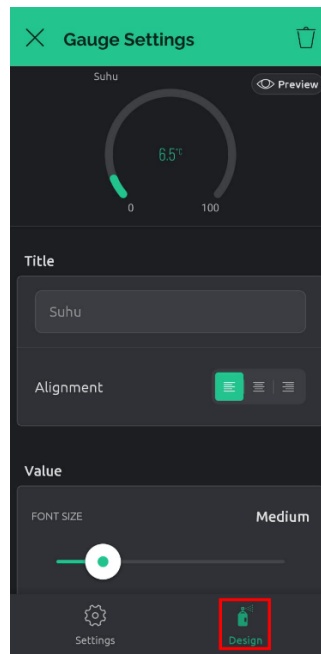 Gauge Settings
Suhu
Preview
6.5°C
0 100
Title
Suhu
Alignment
Value
FONT SIZE Medium
Settings Design